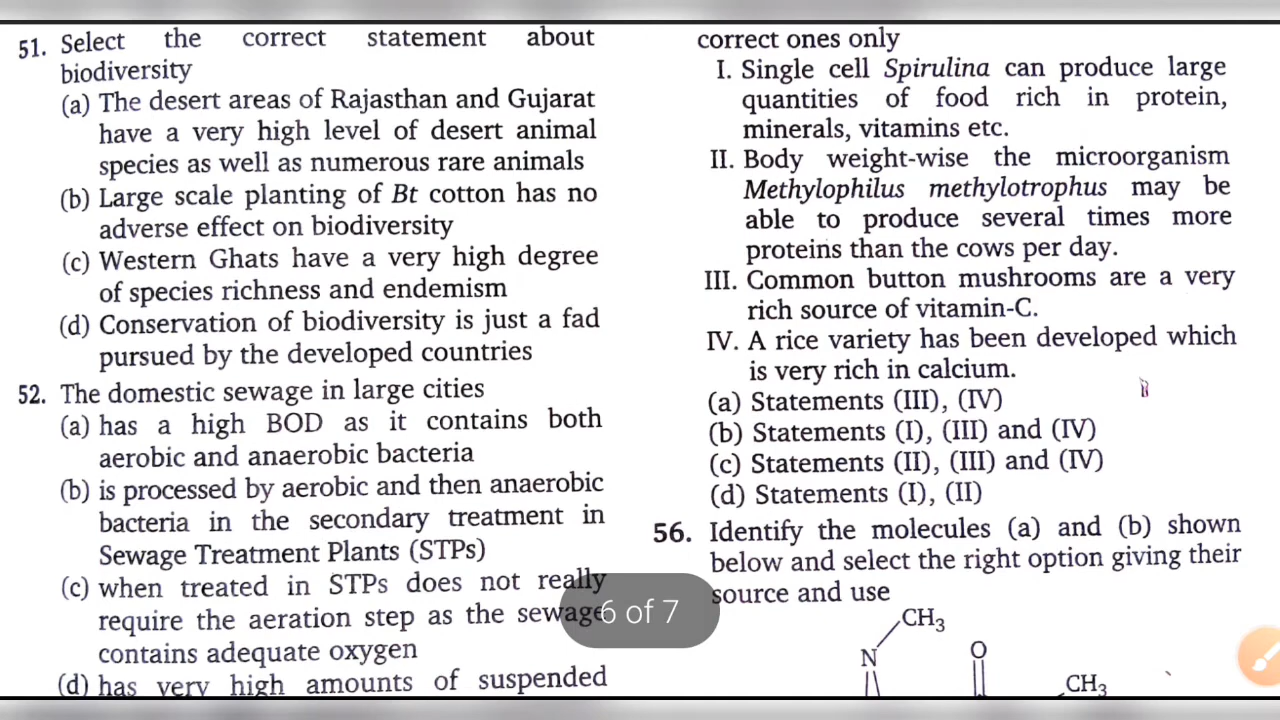 51. Select the correct statement about
biodiversity
(a) The desert areas of Rajasthan and Gujarat
have a very high level of desert animal
species as well as numerous rare animals
(b) Large scale planting of Bt cotton has no
adverse effect on biodiversity
(c) Western Ghats have a very high degree
of species richness and endemism
(d) Conservation of biodiversity is just a fad
pursued by the developed countries
52. The domestic sewage in large cities
(a) has a high BOD as it contains both
aerobic and anaerobic bacteria
(b) is processed by aerobic and then anaerobic
bacteria in the secondary treatment in
Sewage Treatment Plants (STPs)
(c) when treated in STPs does not really
require the aeration step as the sewage
contains adequate oxygen
(d) has very high amounts of suspended
correct ones only
I. Single cell Spirulina can produce large
quantities of food rich in protein,
minerals, vitamins etc.
II. Body weight-wise the microorganism
Methylophilus methylotrophus may be
able to produce several times more
proteins than the cows per day.
III. Common button mushrooms are a very
rich source of vitamin-C.
IV. A rice variety has been developed which
is very rich in calcium.
(a) Statements (III), (IV)
(b) Statements (I), (III) and (IV)
(c) Statements (II), (III) and (IV)
(d) Statements (I), (II)
56. Identify the molecules (a) and (b) shown
below and select the right option giving their
source and use
CH3
N
O
CH3
6 of 7